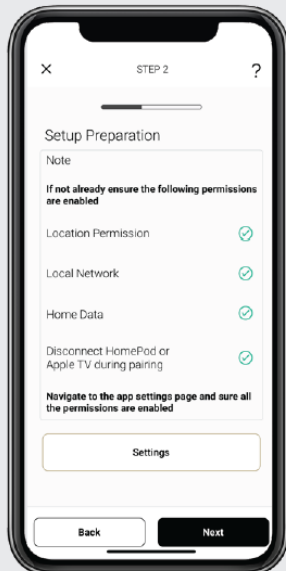 STEP 2
?
Setup Preparation
Note
If not already ensure the following permissions
are enabled
Location Permission
Local Network
Home Data
Disconnect HomePod or
Apple TV during pairing
Navigate to the app settings page and sure all
the permissions are enabled
Settings
Back
Next